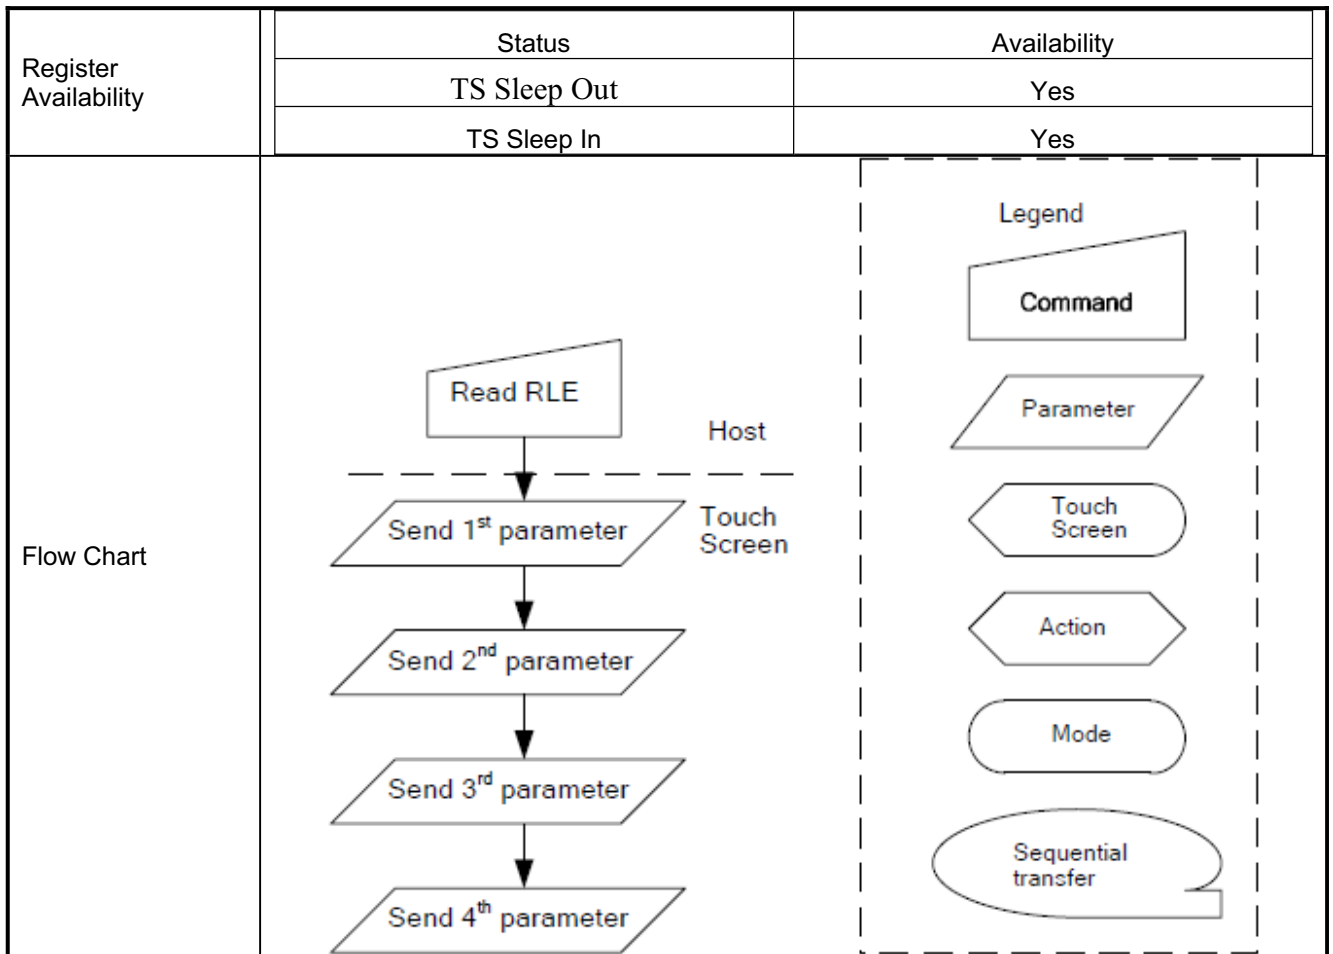 Register
Availability
Status
Availability
TS Sleep Out
Yes
TS Sleep In
Yes
Flow Chart
Read RLE
Host
Send 1st parameter
Touch
Screen
Send 2nd parameter
Send 3rd parameter
Send 4th parameter
Legend
Command
Parameter
Touch
Screen
Action
Mode
Sequential
transfer